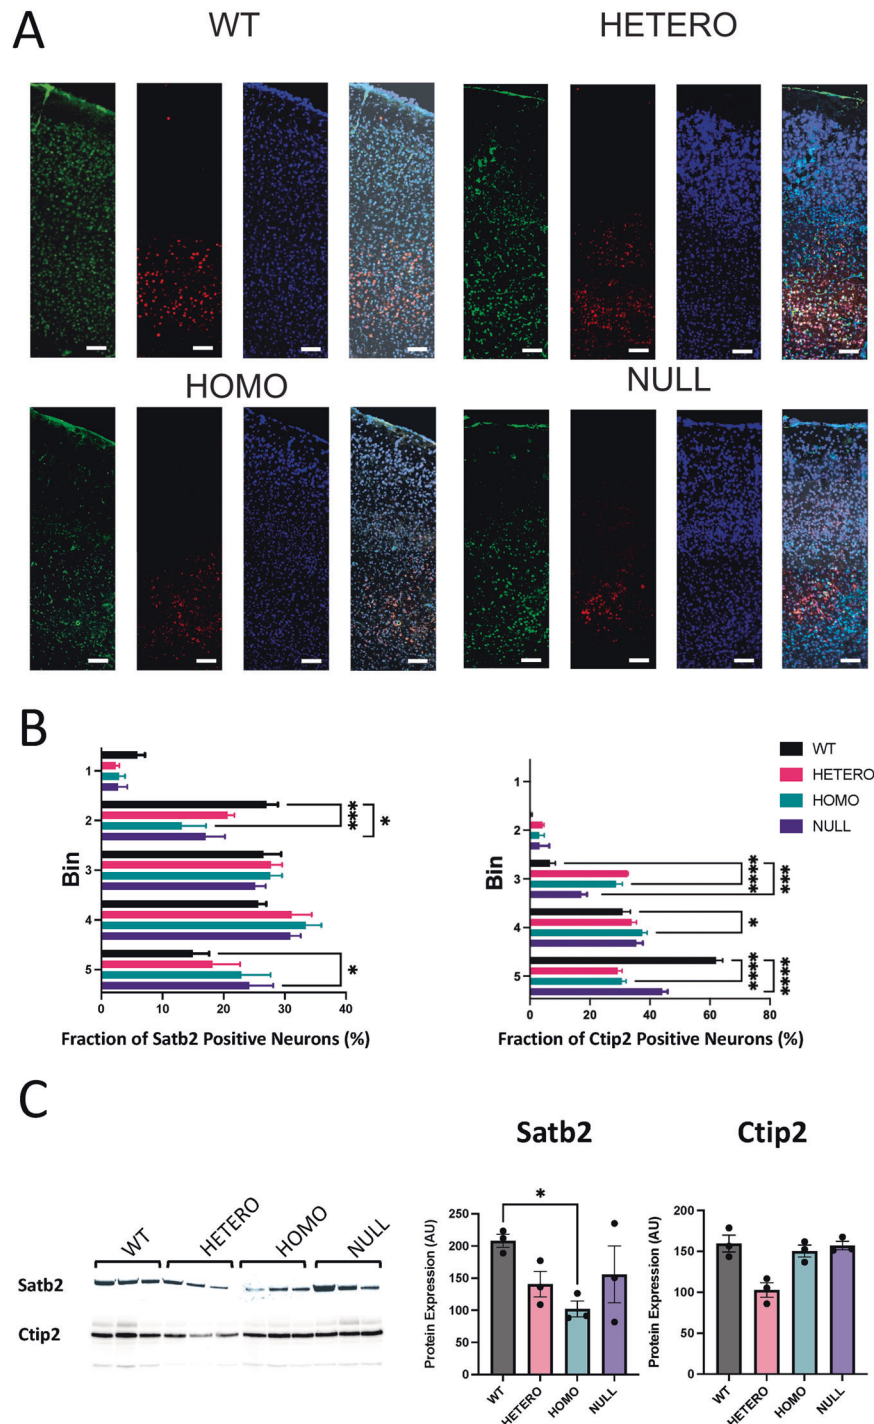 A
WT
HETERO
HOMO
NULL
B
Bin
1
2
3
4
5
0
10
20
30
40
Fraction of Satb2 Positive Neurons (%)
***
*
*
Bin
1
2
3
4
5
0
20
40
60
80
Fraction of Ctip2 Positive Neurons (%)
****
***
*
****
****
WT
HETERO
HOMO
NULL
C
WT
HETERO
HOMO
NULL
Satb2
Ctip2
Satb2
Protein Expression (AU)
250
200
150
100
50
0
*
WT
HETERO
HOMO
NULL
Ctip2
Protein Expression (AU)
200
150
100
50
0
WT
HETERO
HOMO
NULL